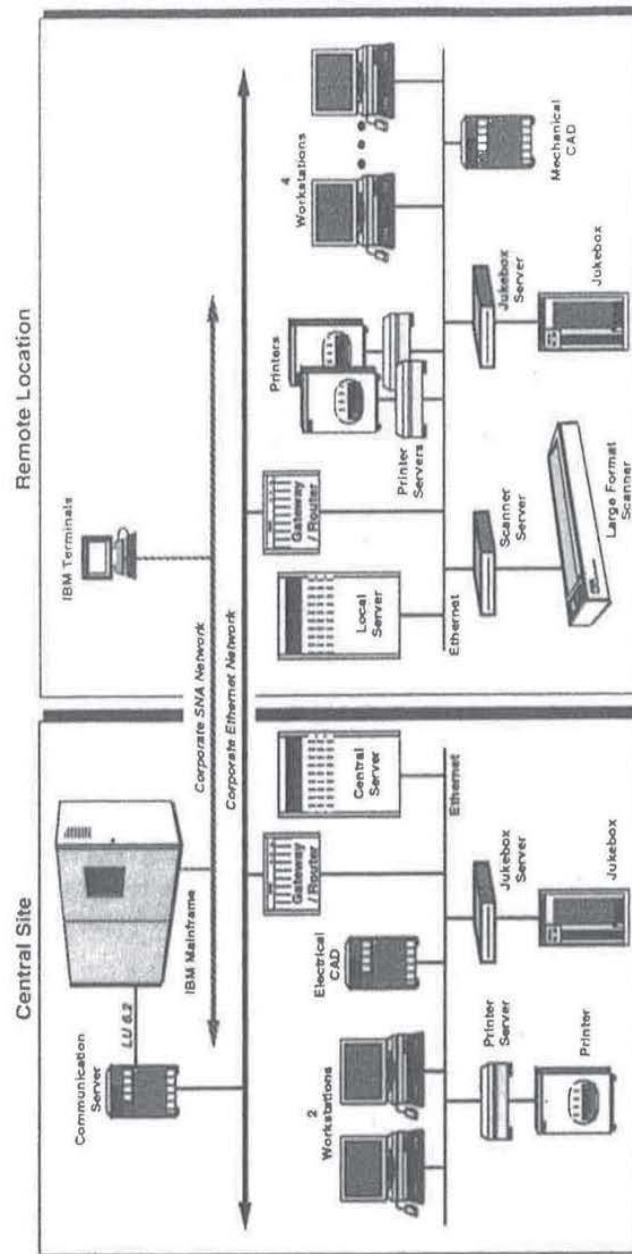 Central Site
Remote Location
Communication
Server
LU 6.2
IBM Mainframe
IBM Terminals
Corporate SNA Network
Corporate Ethernet Network
2
Workstations
Electrical
CAD
Gateway
/ Router
Central
Server
Ethernet
Printer
Server
Printer
Jukebox
Server
Jukebox
Local
Server
Gateway
/ Router
Printers
Printer
Servers
4
Workstations
Ethernet
Scanner
Server
Large Format
Scanner
Jukebox
Server
Jukebox
Mechanical
CAD